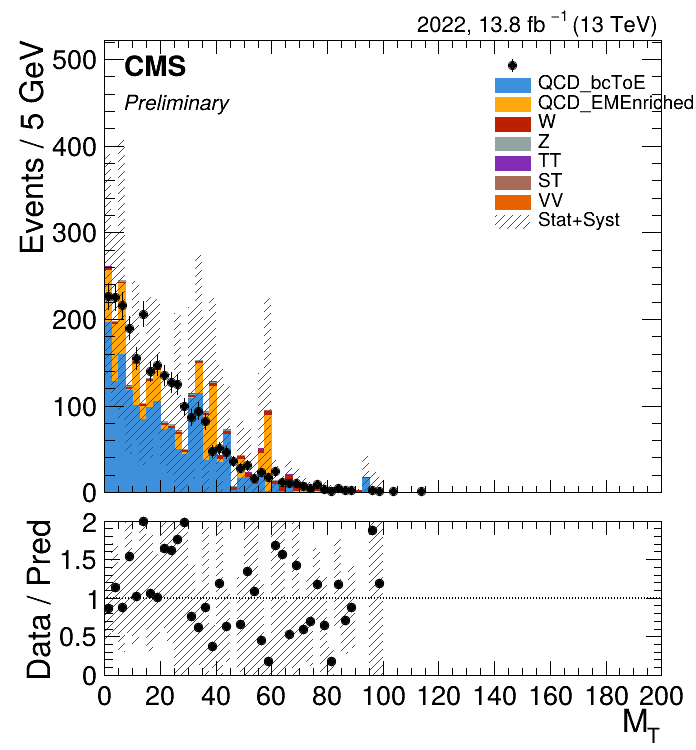 2022, 13.8 fb⁻¹ (13 TeV)
CMS
Preliminary
Events / 5 GeV
500
400
300
200
100
0
QCD_bcToE
QCD_EMEnriched
W
Z
TT
ST
VV
Stat+Syst
Data / Pred
2
1.5
1
0.5
0
0 20 40 60 80 100 120 140 160 180 200
M_T